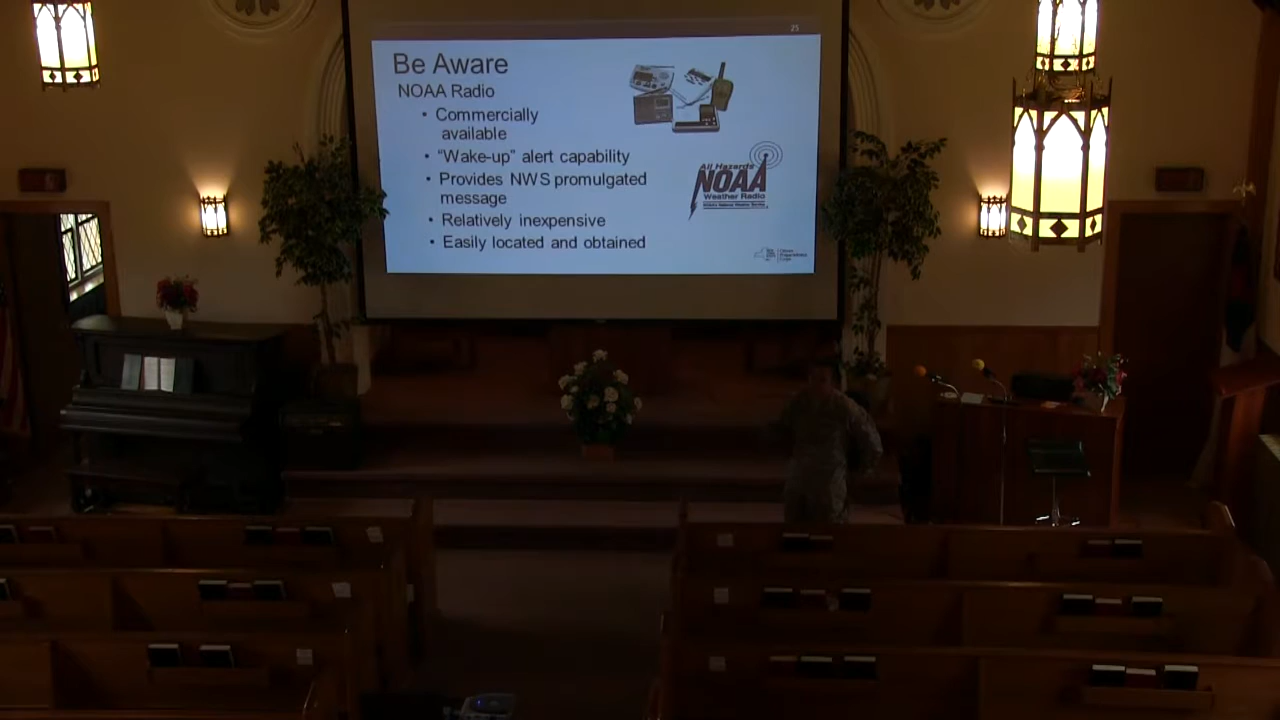 25
Be Aware
NOAA Radio
• Commercially
available
• “Wake-up” alert capability
• Provides NWS promulgated
message
• Relatively inexpensive
• Easily located and obtained
All Hazards
NOAA
Weather Radio